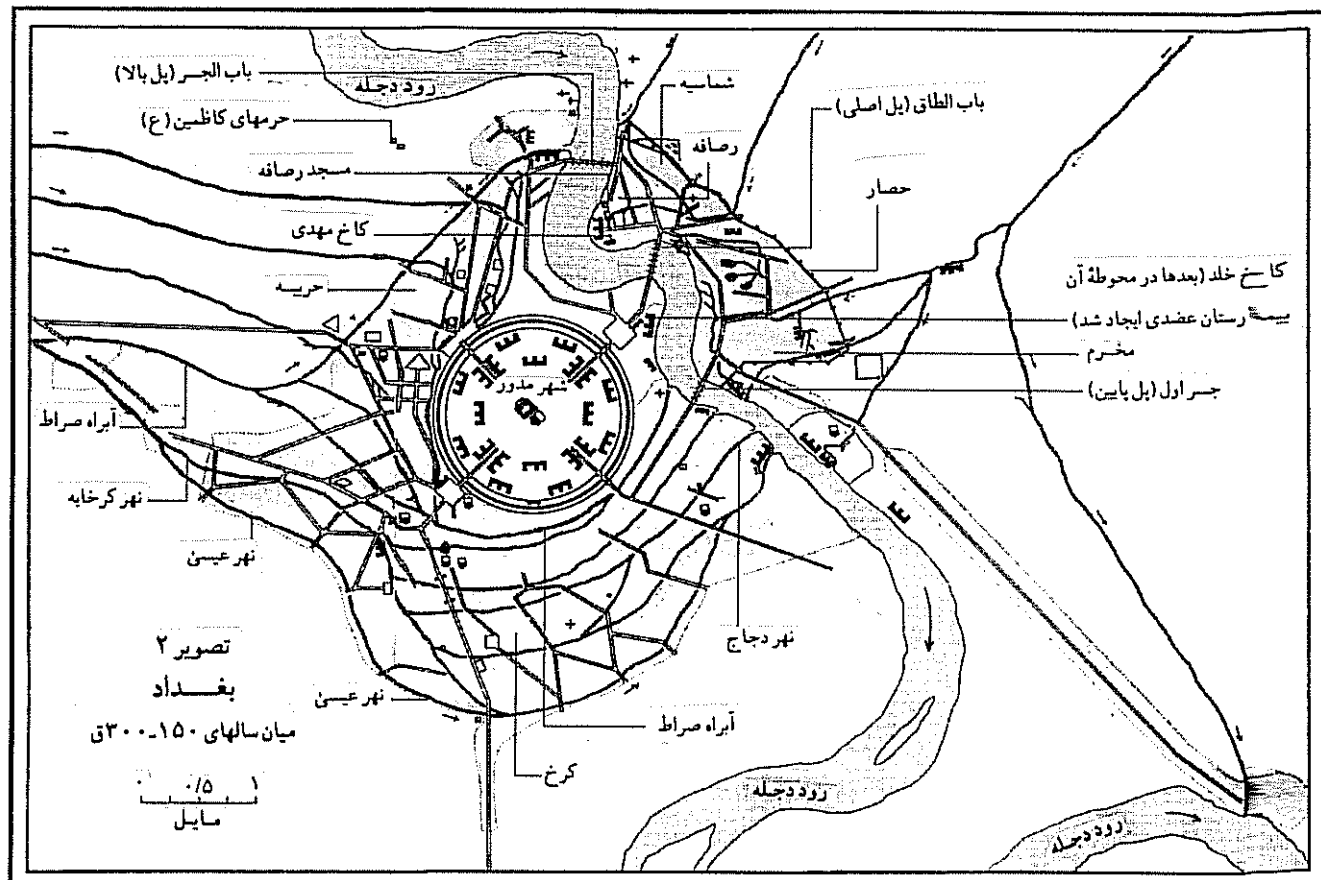 رود دجله
باب الجسر (پل بالا)
حرمهای کاظمین (ع)
مسجد رصافه
کاخ مهدی
حربیه
شماسیه
باب الطاق (پل اصلی)
رصافه
حصار
کاخ خلد (بعدها در محوطهٔ آن
بیمارستان عضدی ایجاد شد)
مخرم
جسر اول (پل پایین)
شهر مدور
آبراه صراط
نهر کرخایه
نهر عیسیٰ
نهر دجاج
نهر عیسیٰ
آبراه صراط
کرخ
رود دجله
رود دجله
تصویر ۲
بغـداد
میان سالهای ۱۵۰ـ۳۰۰ق
۰ ۰/۵ ۱
مایل